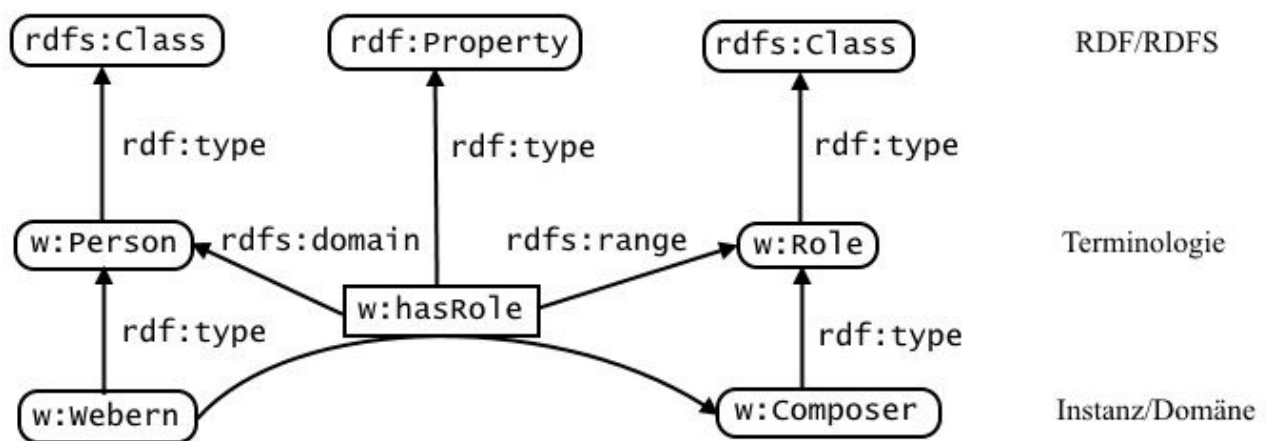 rdfs:Class rdf:Property rdfs:Class RDF/RDFS
rdf:type rdf:type rdf:type
w:Person rdfs:domain rdfs:range w:Role Terminologie
w:hasRole
rdf:type rdf:type
w:Webern w:Composer Instanz/Domäne